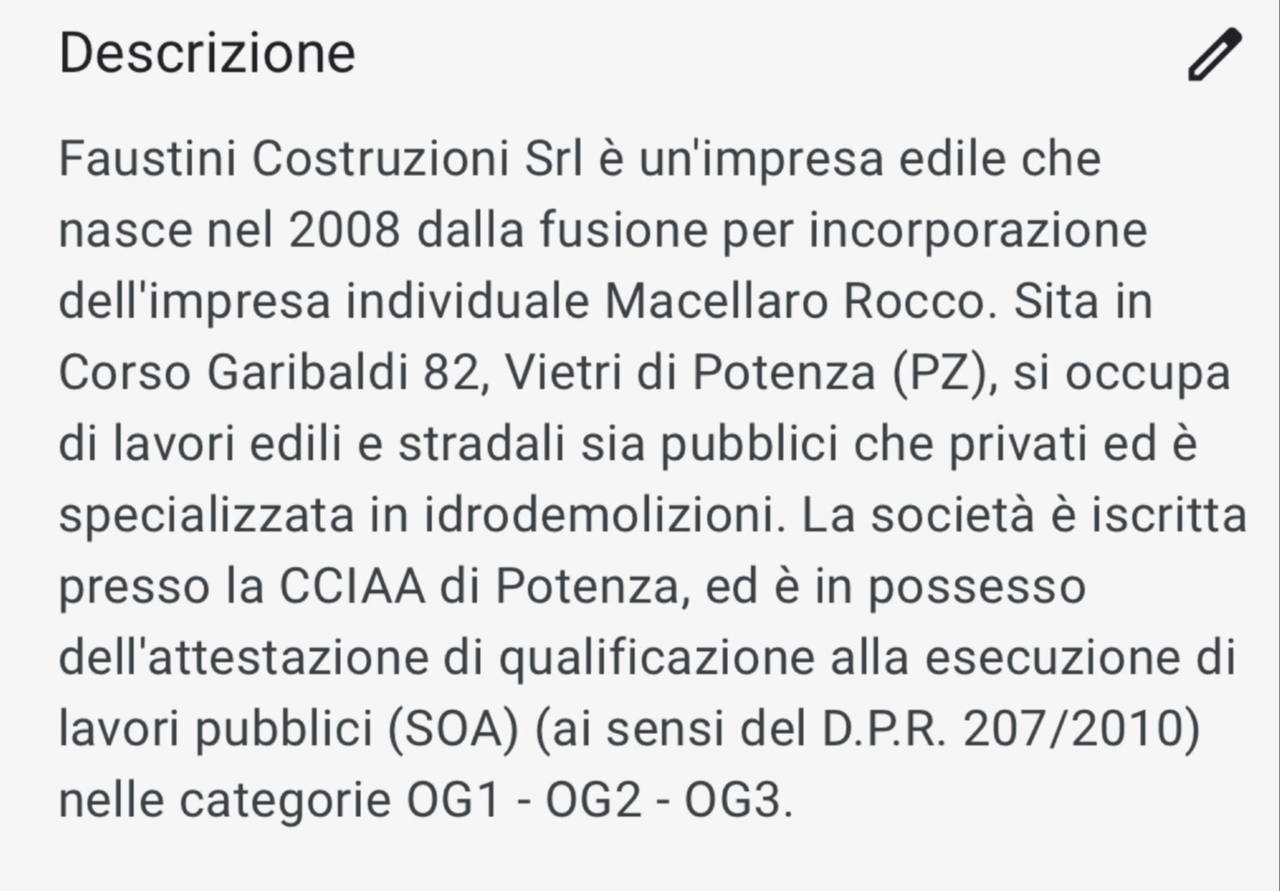 Descrizione
Faustini Costruzioni Srl è un'impresa edile che
nasce nel 2008 dalla fusione per incorporazione
dell'impresa individuale Macellaro Rocco. Sita in
Corso Garibaldi 82, Vietri di Potenza (PZ), si occupa
di lavori edili e stradali sia pubblici che privati ed è
specializzata in idrodemolizioni. La società è iscritta
presso la CCIAA di Potenza, ed è in possesso
dell'attestazione di qualificazione alla esecuzione di
lavori pubblici (SOA) (ai sensi del D.P.R. 207/2010)
nelle categorie OG1 - OG2 - OG3.